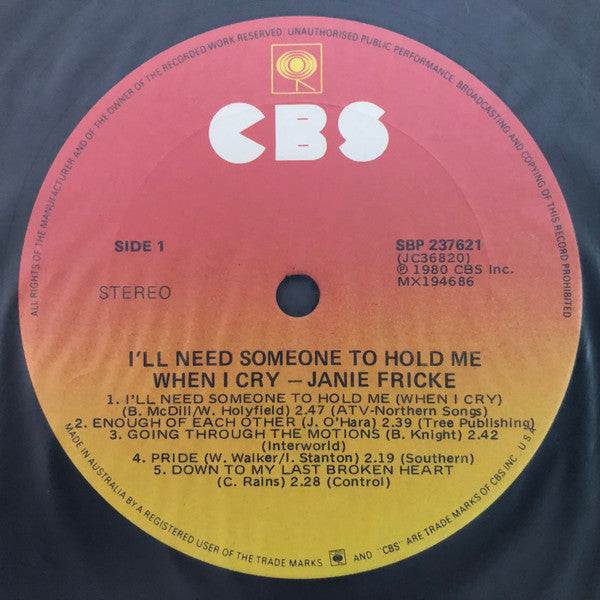 ALL RIGHTS OF THE MANUFACTURER AND OF THE OWNER OF THE RECORDED WORK RESERVED. UNAUTHORISED PUBLIC PERFORMANCE, BROADCASTING AND COPYING OF THIS RECORD PROHIBITED
CBS
SIDE 1
STEREO
SBP 237621
(JC36820)
℗ 1980 CBS Inc.
MX194686
I'LL NEED SOMEONE TO HOLD ME
WHEN I CRY – JANIE FRICKE
1. I'LL NEED SOMEONE TO HOLD ME (WHEN I CRY)
(B. McDill/W. Holyfield) 2.47 (ATV-Northern Songs)
2. ENOUGH OF EACH OTHER (J. O'Hara) 2.39 (Tree Publishing)
3. GOING THROUGH THE MOTIONS (B. Knight) 2.42
(Interworld)
4. PRIDE (W. Walker/I. Stanton) 2.19 (Southern)
5. DOWN TO MY LAST BROKEN HEART
(C. Rains) 2.28 (Control)
MADE IN AUSTRALIA BY A REGISTERED USER OF THE TRADE MARKS AND "CBS" ARE TRADE MARKS OF CBS INC. U.S.A.